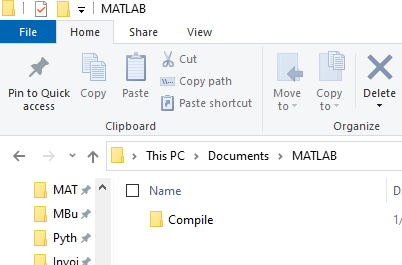 MATLAB
File Home Share View
Pin to Quick access
Copy
Paste
Cut
Copy path
Paste shortcut
Move to
Copy to
Delete
Clipboard
Organize
This PC > Documents > MATLAB
Name
Compile
MAT
MBu
Pyth
Invoi